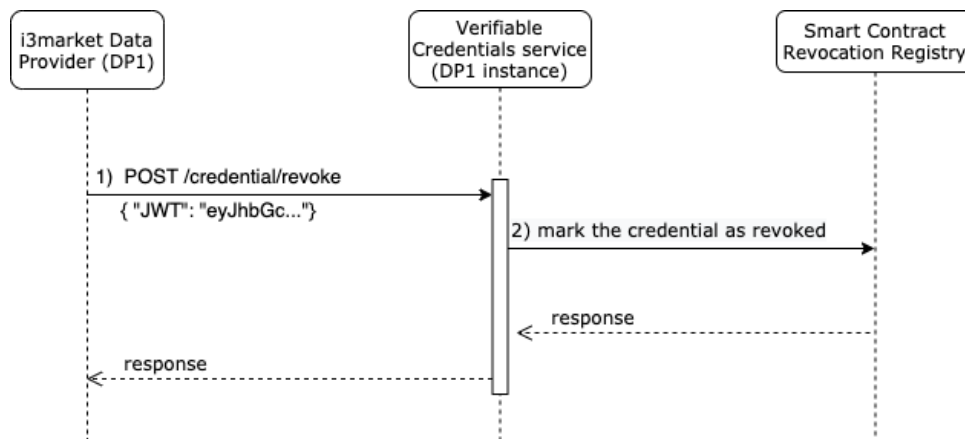 i3market Data
Provider (DP1)
Verifiable
Credentials service
(DP1 instance)
Smart Contract
Revocation Registry
1) POST /credential/revoke
{ "JWT": "eyJhbGc..."}
2) mark the credential as revoked
response
response